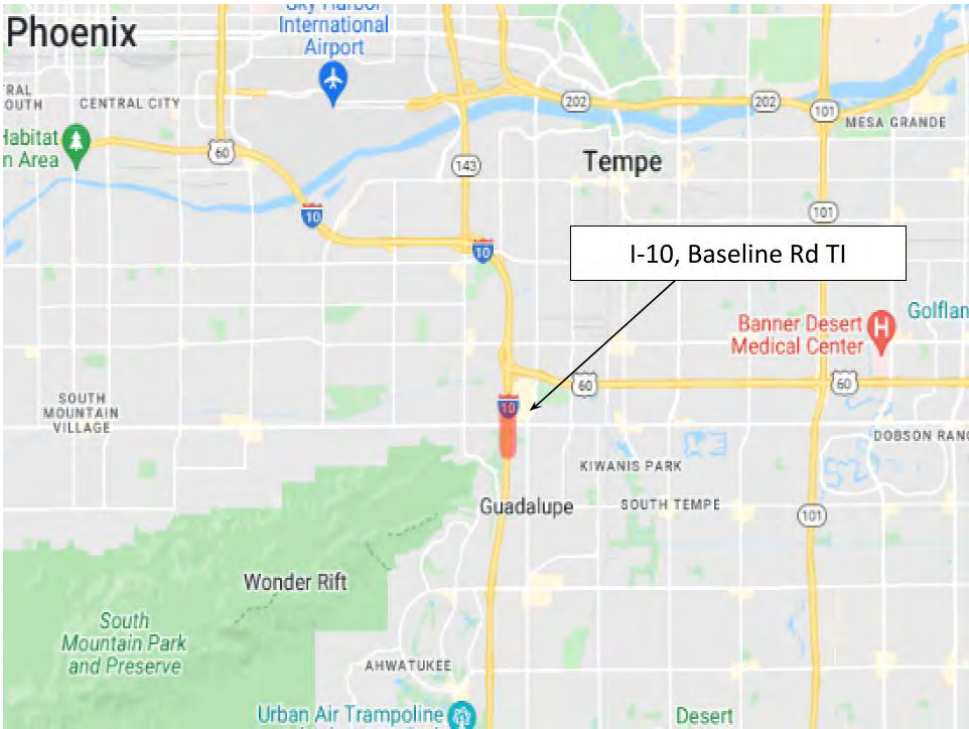 Sky Harbor
International
Airport
Phoenix
CENTRAL CITY
202
202
101
MESA GRANDE
Habitat
n Area
60
143
Tempe
10
101
10
I-10, Baseline Rd TI
Golflan
Banner Desert
Medical Center
H
60
60
SOUTH
MOUNTAIN
VILLAGE
10
DOBSON RANC
KIWANIS PARK
Guadalupe
SOUTH TEMPE
101
Wonder Rift
South
Mountain Park
and Preserve
AHWATUKEE
Urban Air Trampoline
Desert